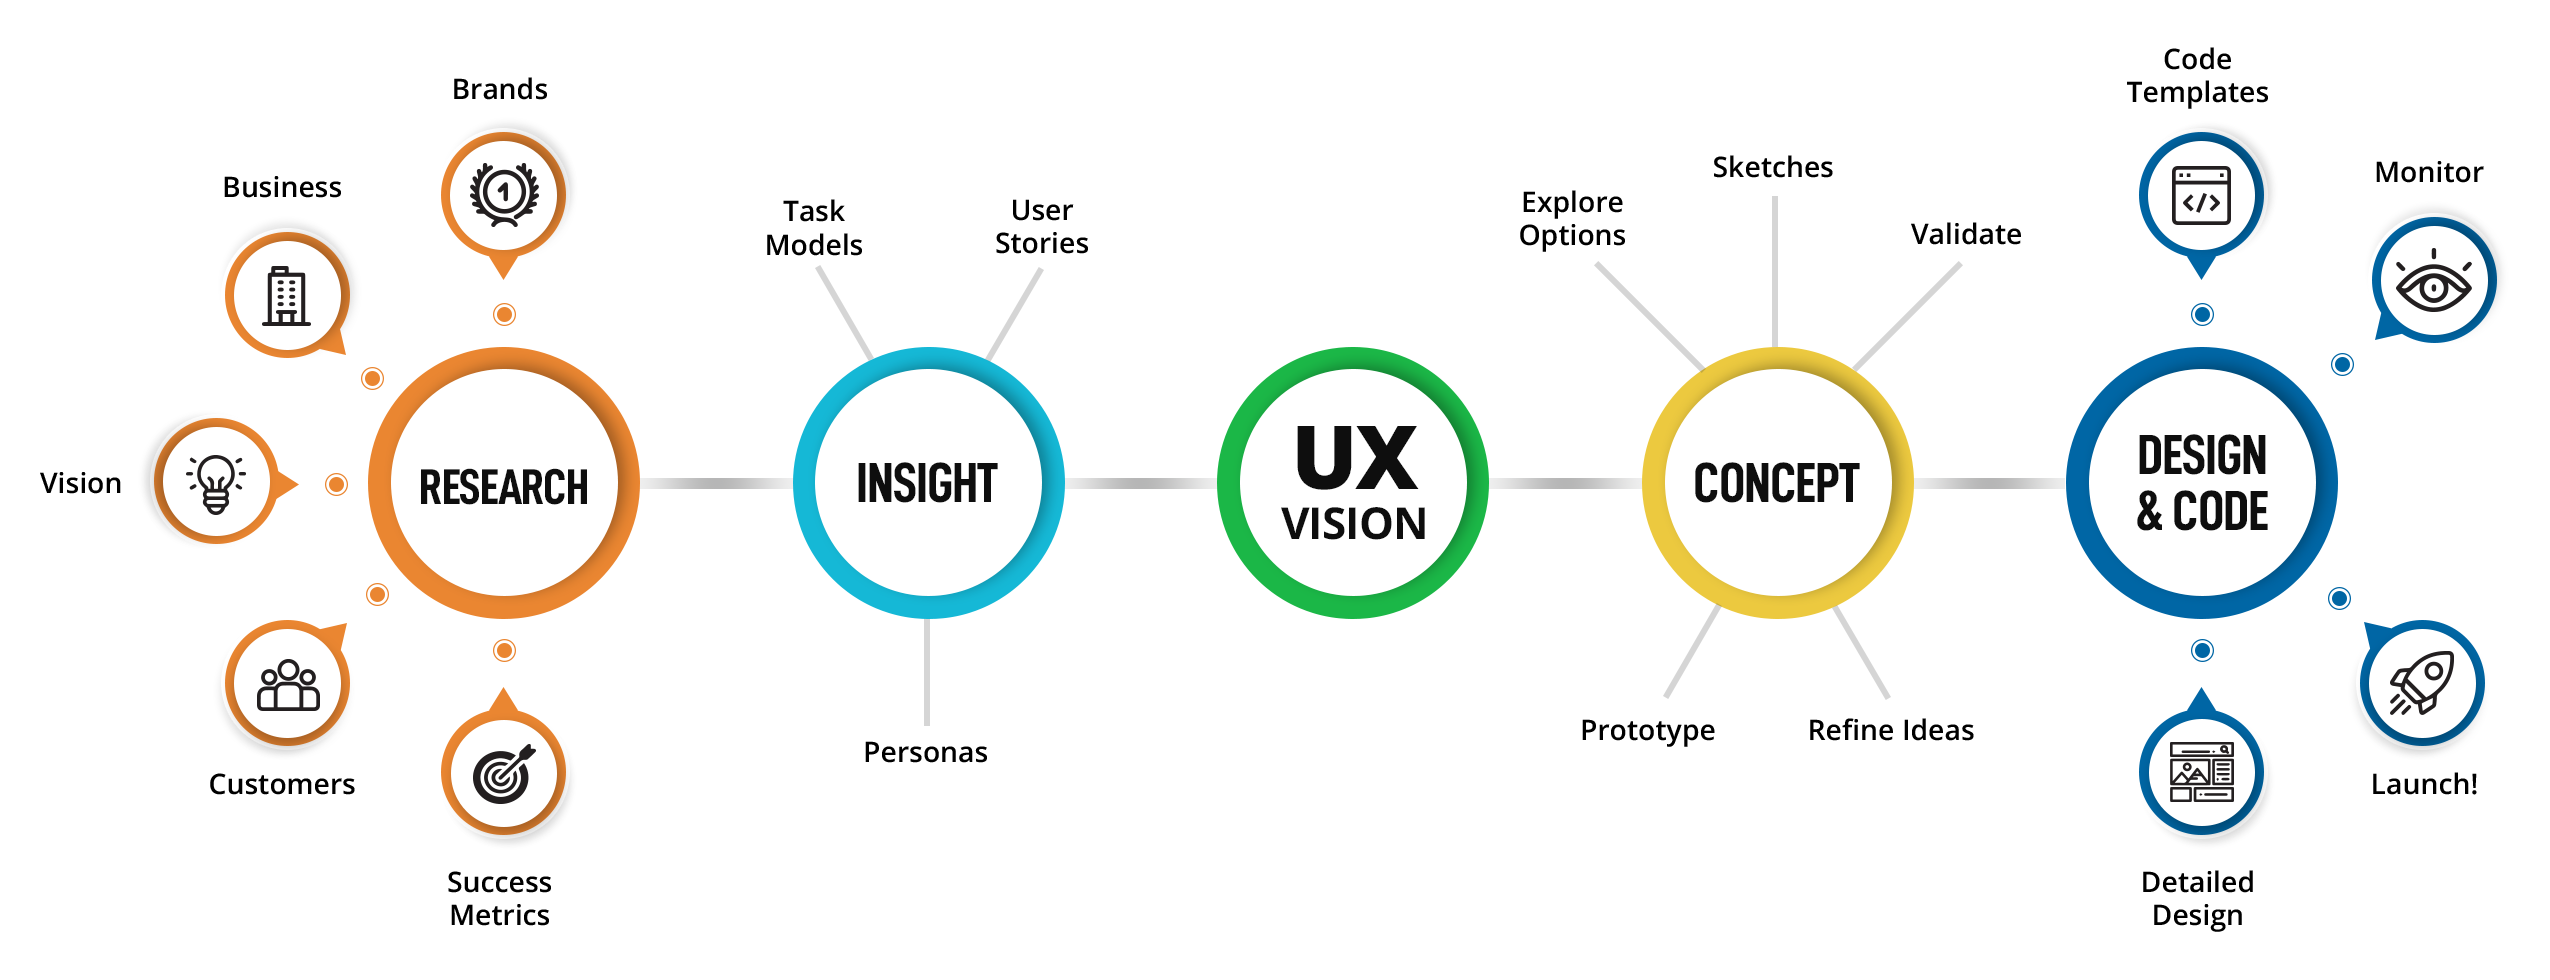 Brands
Business
Vision
Customers
Success
Metrics
1
RESEARCH
Task
Models
User
Stories
INSIGHT
Personas
UX
VISION
Explore
Options
Sketches
Validate
CONCEPT
Prototype
Refine Ideas
Code
Templates
</>
Monitor
DESIGN
& CODE
Launch!
Detailed
Design